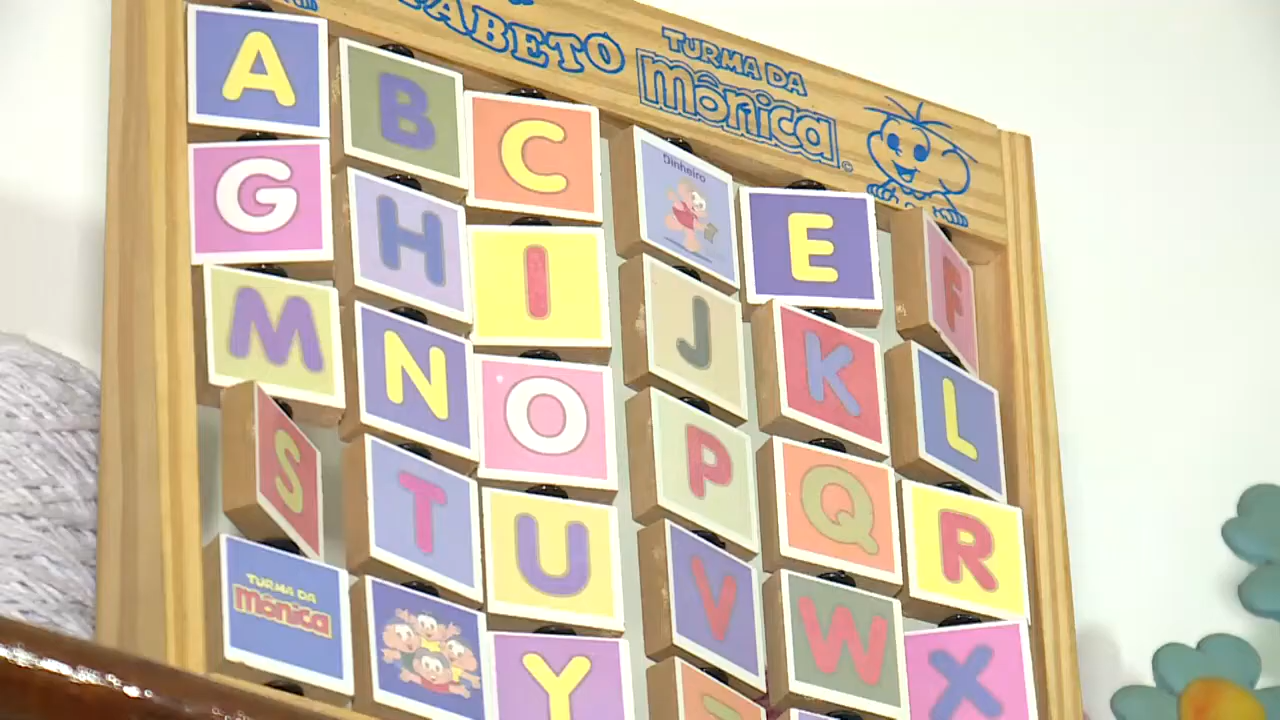 ABETO
TURMA DA
mônica
A B C Dinheiro E F
G H I J K L
M N O P Q R
S T U V W X
TURMA DA
mônica
Y